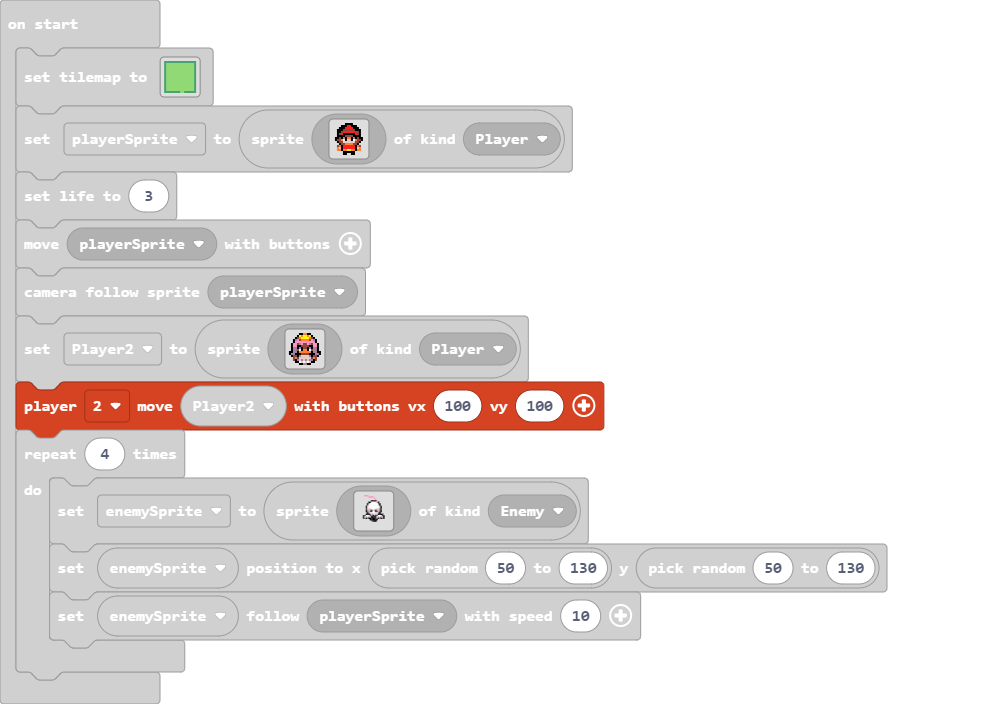 on start
set tilemap to
set playerSprite to sprite of kind Player
set life to 3
move playerSprite with buttons
camera follow sprite playerSprite
set Player2 to sprite of kind Player
player 2 move Player2 with buttons vx 100 vy 100
repeat 4 times
do
set enemySprite to sprite of kind Enemy
set enemySprite position to x pick random 50 to 130 y pick random 50 to 130
set enemySprite follow playerSprite with speed 10